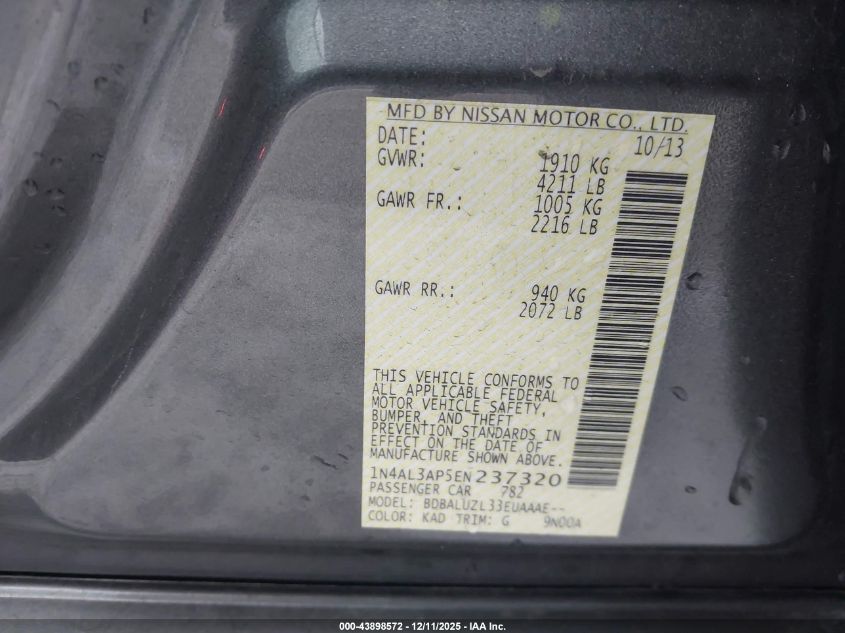 MFD BY NISSAN MOTOR CO., LTD.
DATE: 10/13
GVWR: 1910 KG
4211 LB
GAWR FR.: 1005 KG
2216 LB
GAWR RR.: 940 KG
2072 LB
THIS VEHICLE CONFORMS TO
ALL APPLICABLE FEDERAL
MOTOR VEHICLE SAFETY,
BUMPER, AND THEFT
PREVENTION STANDARDS IN
EFFECT ON THE DATE OF
MANUFACTURE SHOWN ABOVE.
1N4AL3AP5EN237320
PASSENGER CAR 782
MODEL: BDBALUZL33EUAAAE--
COLOR: KAD TRIM: G 9N00A
000-43898572 - 12/11/2025 - IAA Inc.